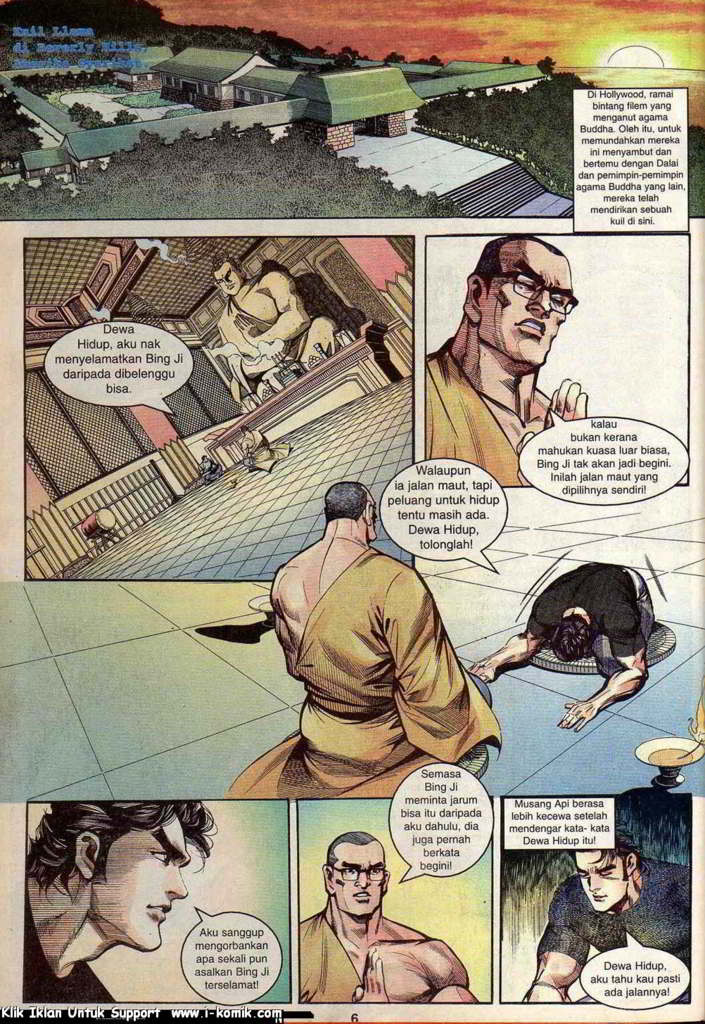 Kuil Llama
di Beverly Hills,
Di Hollywood, ramai
bintang filem yang
menganut agama
Buddha. Oleh itu, untuk
memudahkan mereka
ini menyambut dan
bertemu dengan Dalai
dan pemimpin-pemimpin
agama Buddha yang lain,
mereka telah
mendirikan sebuah
kuil di sini.
Dewa
Hidup, aku nak
menyelamatkan Bing Ji
daripada dibelenggu
bisa.
kalau
bukan kerana
mahukan kuasa luar biasa,
Bing Ji tak akan jadi begini.
Inilah jalan maut yang
dipilihnya sendiri!
Walaupun
ia jalan maut, tapi
peluang untuk hidup
tentu masih ada.
Dewa Hidup,
tolonglah!
Aku sanggup
mengorbankan
apa sekali pun
asalkan Bing Ji
terselamat!
Semasa
Bing Ji
meminta jarum
bisa itu daripada
aku dahulu, dia
juga pernah
berkata
begini!
Musang Api berasa
lebih kecewa setelah
mendengar kata- kata
Dewa Hidup itu!
Dewa Hidup,
aku tahu kau pasti
ada jalannya!
Klik Iklan Untuk Support www.i-komik.com
6